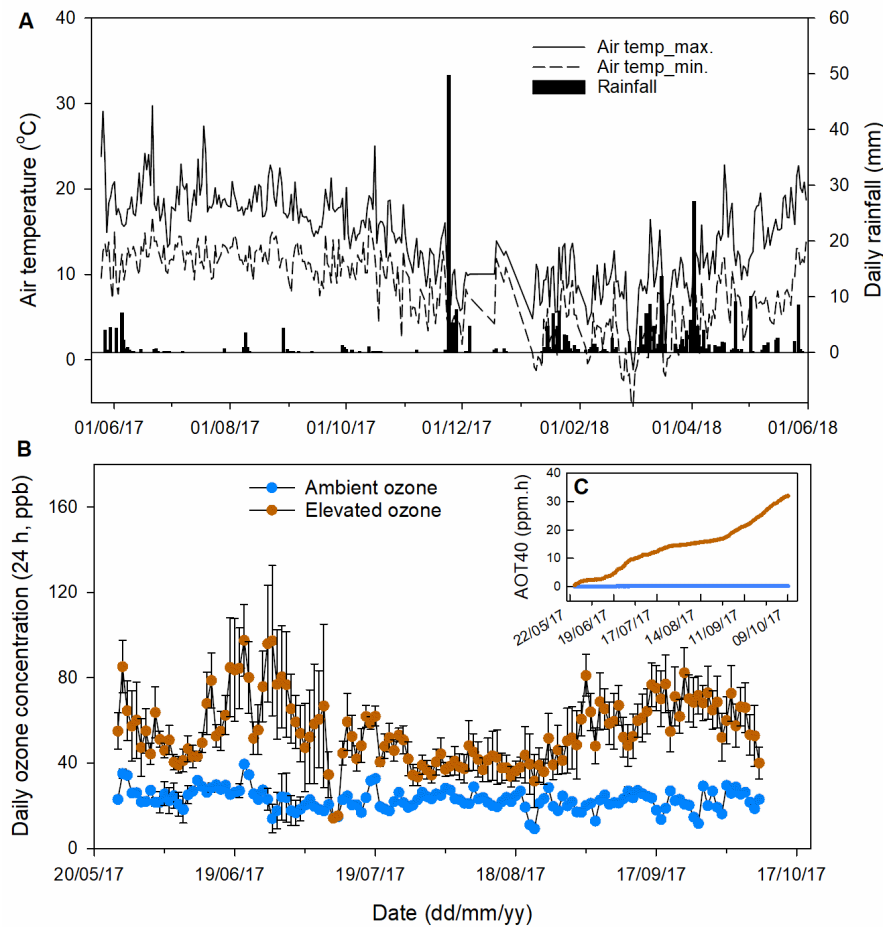 A
40
30
20
10
0
Air temperature (°C)
Air temp_max.
Air temp_min.
Rainfall
60
50
40
30
20
10
0
Daily rainfall (mm)
01/06/17 01/08/17 01/10/17 01/12/17 01/02/18 01/04/18 01/06/18
B
160
120
80
40
0
Daily ozone concentration (24 h, ppb)
Ambient ozone
Elevated ozone
C
40
30
20
10
0
AOT40 (ppm.h)
22/05/17 19/06/17 17/07/17 14/08/17 11/09/17 09/10/17
20/05/17 19/06/17 19/07/17 18/08/17 17/09/17 17/10/17
Date (dd/mm/yy)